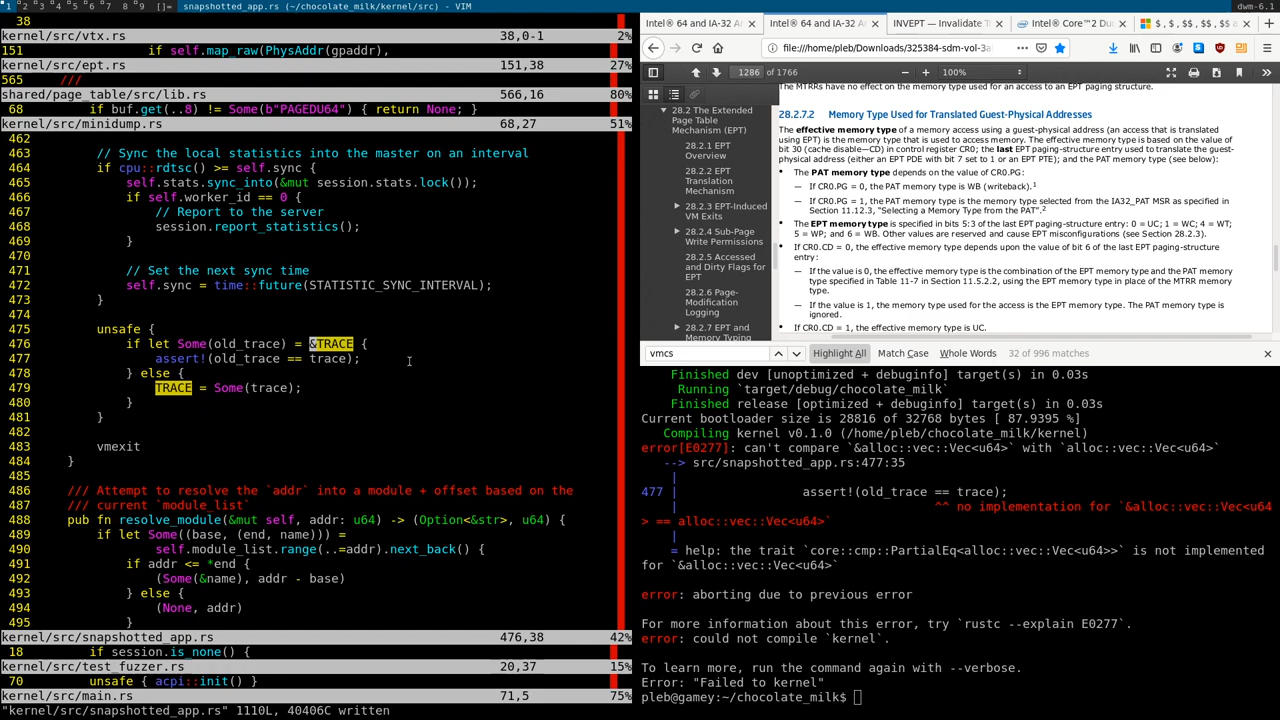 1 2 3 4 5 6 7 8 9 []= snapshotted_app.rs (~/chocolate_milk/kernel/src) - VIM
dwm-6.1
38
kernel/src/vtx.rs 38,0-1 2%
151 if self.map_raw(PhysAddr(gpaddr),
kernel/src/ept.rs 151,38 27%
565 ///
shared/page_table/src/lib.rs 566,16 80%
68 if buf.get(..8) != Some(b"PAGEDU64") { return None; }
kernel/src/minidump.rs 68,27 51%
462
463 // Sync the local statistics into the master on an interval
464 if cpu::rdtsc() >= self.sync {
465 self.stats.sync_into(&mut session.stats.lock());
466 if self.worker_id == 0 {
467 // Report to the server
468 session.report_statistics();
469 }
470
471 // Set the next sync time
472 self.sync = time::future(STATISTIC_SYNC_INTERVAL);
473 }
474
475 unsafe {
476 if let Some(old_trace) = &TRACE {
477 assert!(old_trace == trace);
478 } else {
479 TRACE = Some(trace);
480 }
481 }
482
483 vmexit
484 }
485
486 /// Attempt to resolve the `addr` into a module + offset based on the
487 /// current `module_list`
488 pub fn resolve_module(&mut self, addr: u64) -> (Option<&str>, u64) {
489 if let Some((base, (end, name))) =
490 self.module_list.range(..=addr).next_back() {
491 if addr <= *end {
492 (Some(&name), addr - base)
493 } else {
494 (None, addr)
495 }
kernel/src/snapshotted_app.rs 476,38 42%
18 if session.is_none() {
kernel/src/test_fuzzer.rs 20,37 15%
70 unsafe { acpi::init() }
kernel/src/main.rs 71,5 75%
"kernel/src/snapshotted_app.rs" 1110L, 40406C written
Intel® 64 and IA-32 A
Intel® 64 and IA-32 A
INVEPT — Invalidate T
Intel® Core™2 Du
$ , $ , $$ , $$ , $$
file:///home/pleb/Downloads/325384-sdm-vol-3a
1286 of 1766
100%
28.2 The Extended
Page Table
Mechanism (EPT)
28.2.1 EPT
Overview
28.2.2 EPT
Translation
Mechanism
28.2.3 EPT-Induced
VM Exits
28.2.4 Sub-Page
Write Permissions
28.2.5 Accessed
and Dirty Flags for
EPT
28.2.6 Page-
Modification
Logging
28.2.7 EPT and
Memory Typing
The MTRRs have no effect on the memory type used for an access to an EPT paging structure.
28.2.7.2 Memory Type Used for Translated Guest-Physical Addresses
The effective memory type of a memory access using a guest-physical address (an access that is translated
using EPT) is the memory type that is used to access memory. The effective memory type is based on the value of
bit 30 (cache disable—CD) in control register CR0; the last EPT paging-structure entry used to translate the guest-
physical address (either an EPT PDE with bit 7 set to 1 or an EPT PTE); and the PAT memory type (see below):
• The PAT memory type depends on the value of CR0.PG:
— If CR0.PG = 0, the PAT memory type is WB (writeback).1
— If CR0.PG = 1, the PAT memory type is the memory type selected from the IA32_PAT MSR as specified in
Section 11.12.3, “Selecting a Memory Type from the PAT”.2
• The EPT memory type is specified in bits 5:3 of the last EPT paging-structure entry: 0 = UC; 1 = WC; 4 = WT;
5 = WP; and 6 = WB. Other values are reserved and cause EPT misconfigurations (see Section 28.2.3).
• If CR0.CD = 0, the effective memory type depends upon the value of bit 6 of the last EPT paging-structure
entry:
— If the value is 0, the effective memory type is the combination of the EPT memory type and the PAT memory
type specified in Table 11-7 in Section 11.5.2.2, using the EPT memory type in place of the MTRR memory
type.
— If the value is 1, the memory type used for the access is the EPT memory type. The PAT memory type is
ignored.
• If CR0.CD = 1, the effective memory type is UC.
vmcs Highlight All Match Case Whole Words 32 of 996 matches
Finished dev [unoptimized + debuginfo] target(s) in 0.03s
Running `target/debug/chocolate_milk`
Finished release [optimized + debuginfo] target(s) in 0.03s
Current bootloader size is 28816 of 32768 bytes [ 87.9395 %]
Compiling kernel v0.1.0 (/home/pleb/chocolate_milk/kernel)
error[E0277]: can't compare `&alloc::vec::Vec<u64>` with `alloc::vec::Vec<u64>`
--> src/snapshotted_app.rs:477:35
|
477 | assert!(old_trace == trace);
| ^^ no implementation for `&alloc::vec::Vec<u64
> == alloc::vec::Vec<u64>`
|
= help: the trait `core::cmp::PartialEq<alloc::vec::Vec<u64>>` is not implemented
for `&alloc::vec::Vec<u64>`
error: aborting due to previous error
For more information about this error, try `rustc --explain E0277`.
error: could not compile `kernel`.
To learn more, run the command again with --verbose.
Error: "Failed to kernel"
pleb@gamey:~/chocolate_milk$